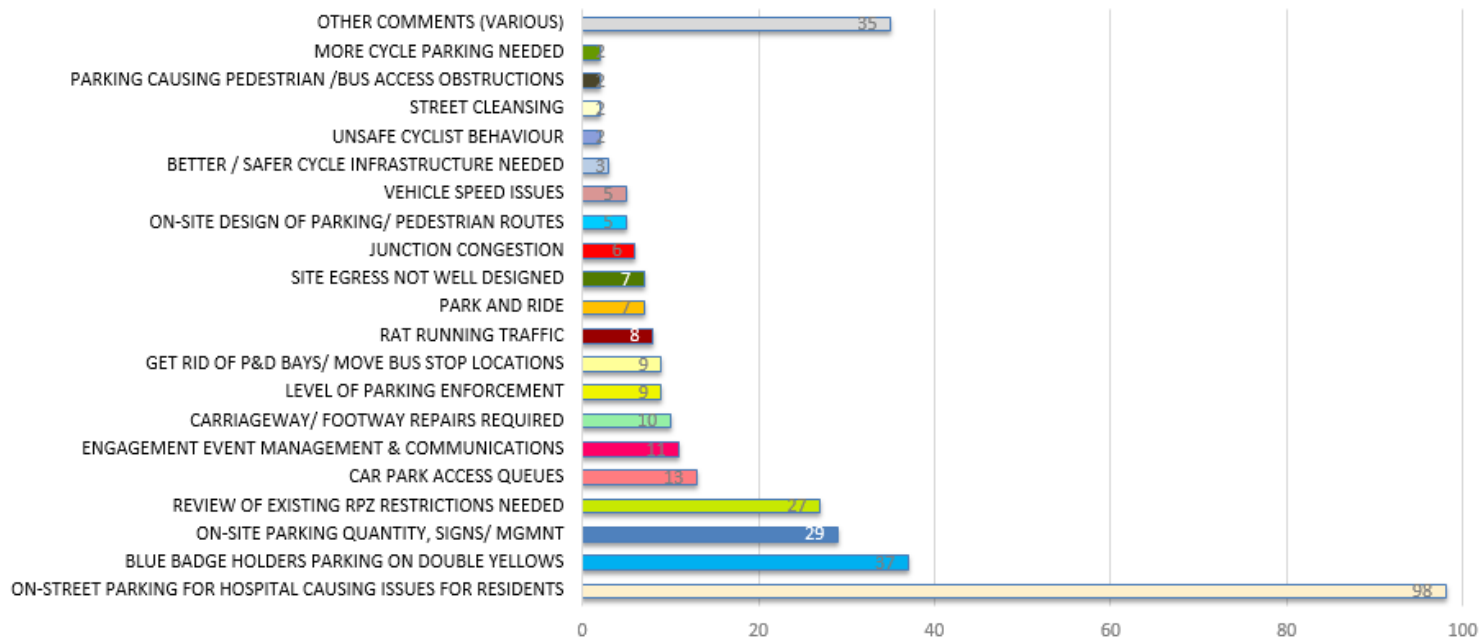 OTHER COMMENTS (VARIOUS) 35
MORE CYCLE PARKING NEEDED 2
PARKING CAUSING PEDESTRIAN /BUS ACCESS OBSTRUCTIONS 2
STREET CLEANSING 2
UNSAFE CYCLIST BEHAVIOUR 2
BETTER / SAFER CYCLE INFRASTRUCTURE NEEDED 3
VEHICLE SPEED ISSUES 5
ON-SITE DESIGN OF PARKING/ PEDESTRIAN ROUTES 5
JUNCTION CONGESTION 6
SITE EGRESS NOT WELL DESIGNED 7
PARK AND RIDE 7
RAT RUNNING TRAFFIC 8
GET RID OF P&D BAYS/ MOVE BUS STOP LOCATIONS 9
LEVEL OF PARKING ENFORCEMENT 9
CARRIAGEWAY/ FOOTWAY REPAIRS REQUIRED 10
ENGAGEMENT EVENT MANAGEMENT & COMMUNICATIONS 11
CAR PARK ACCESS QUEUES 13
REVIEW OF EXISTING RPZ RESTRICTIONS NEEDED 27
ON-SITE PARKING QUANTITY, SIGNS/ MGMNT 29
BLUE BADGE HOLDERS PARKING ON DOUBLE YELLOWS 37
ON-STREET PARKING FOR HOSPITAL CAUSING ISSUES FOR RESIDENTS 98
0 20 40 60 80 100